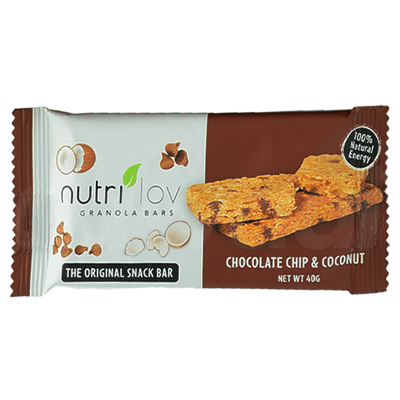 nutri lov
GRANOLA BARS
THE ORIGINAL SNACK BAR
100%
Natural
Energy
CHOCOLATE CHIP & COCONUT
NET WT 40G